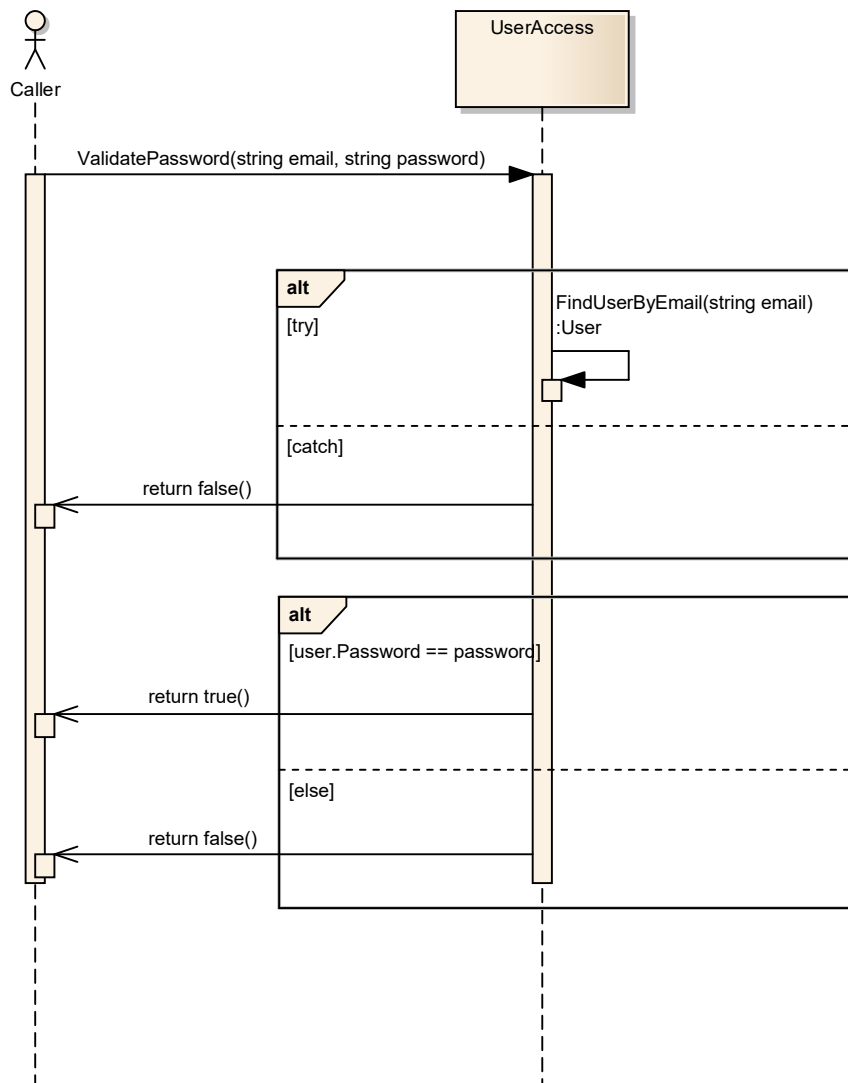 UserAccess
Caller
ValidatePassword(string email, string password)
alt
FindUserByEmail(string email)
:User
[try]
[catch]
return false()
alt
[user.Password == password]
return true()
[else]
return false()